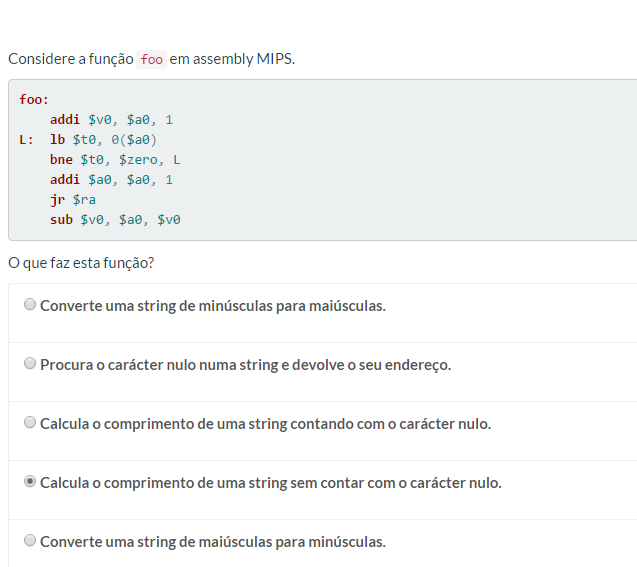 Considere a função foo em assembly MIPS.
foo:
addi $v0, $a0, 1
L: lb $t0, 0($a0)
bne $t0, $zero, L
addi $a0, $a0, 1
jr $ra
sub $v0, $a0, $v0
O que faz esta função?
Converte uma string de minúsculas para maiúsculas.
Procura o carácter nulo numa string e devolve o seu endereço.
Calcula o comprimento de uma string contando com o carácter nulo.
Calcula o comprimento de uma string sem contar com o carácter nulo.
Converte uma string de maiúsculas para minúsculas.